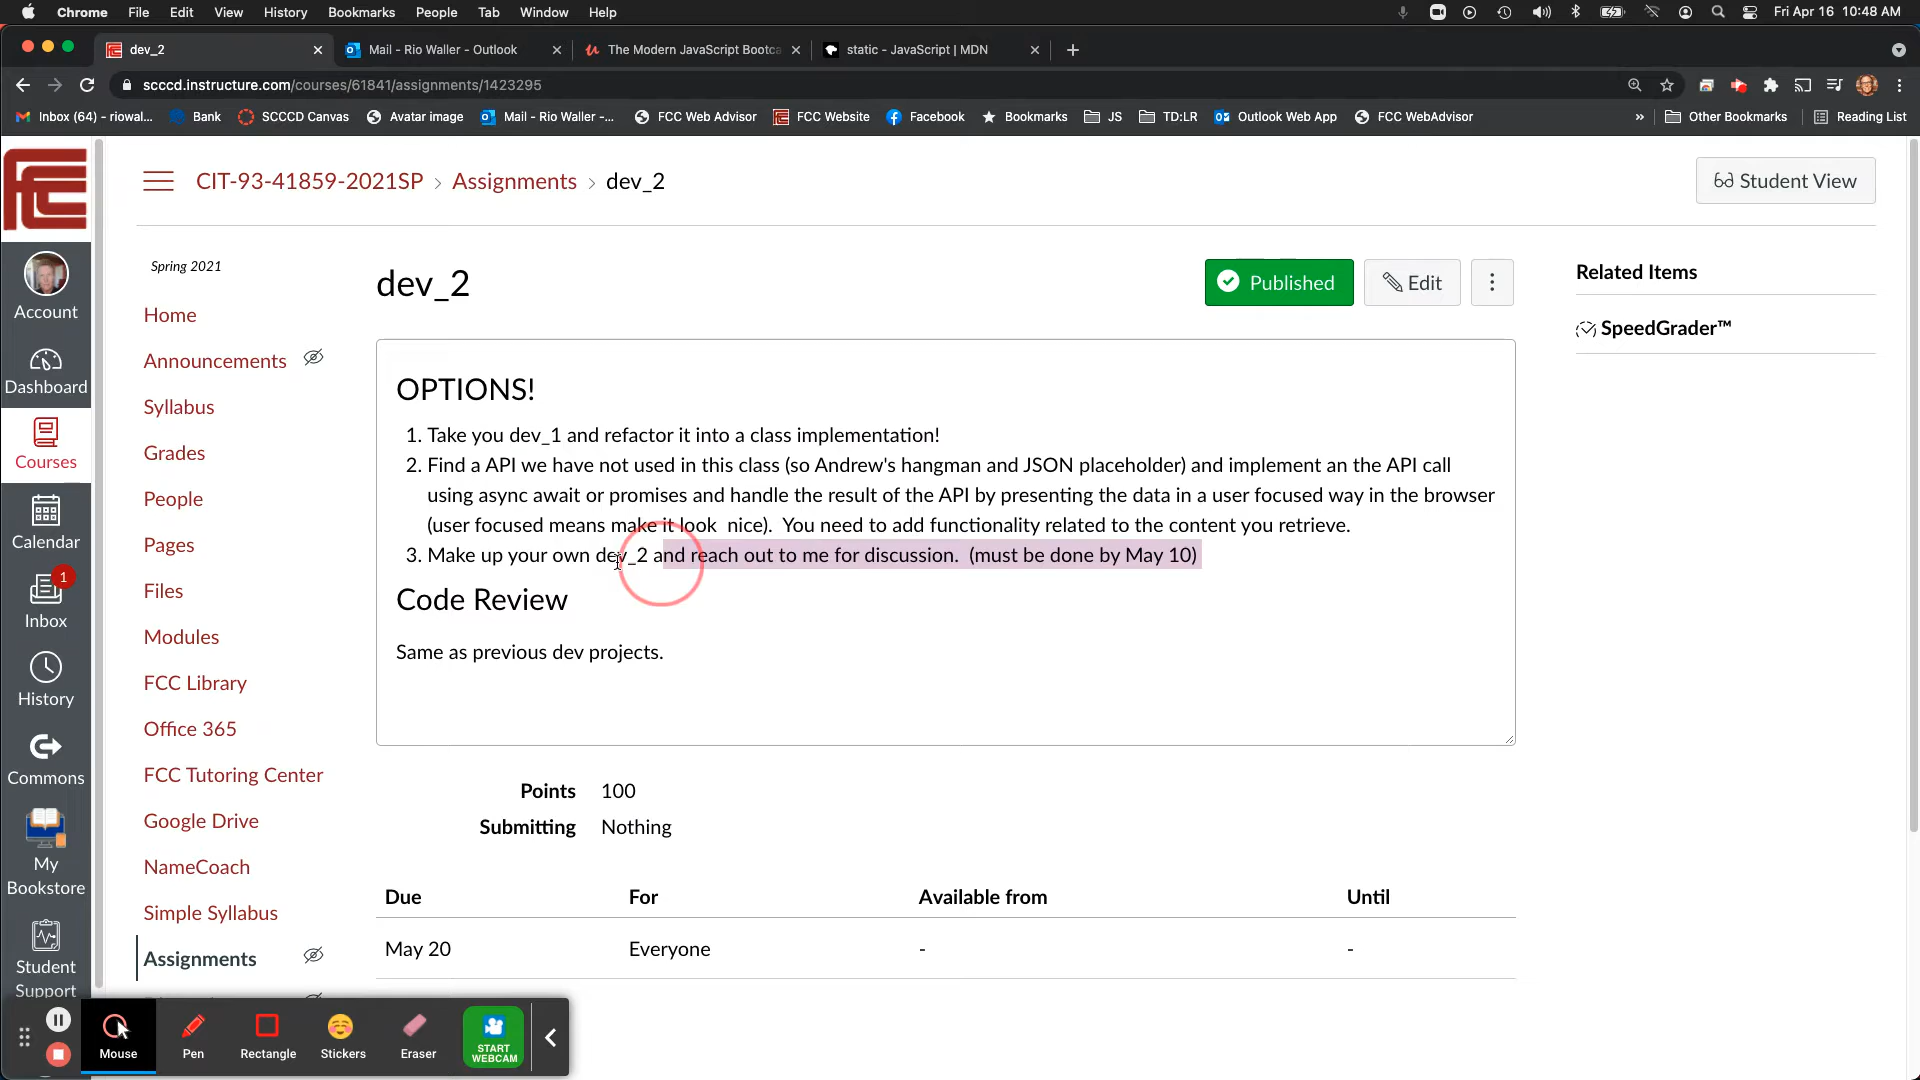 Chrome File Edit View History Bookmarks People Tab Window Help Fri Apr 16 10:48 AM
dev_2 Mail - Rio Waller - Outlook The Modern JavaScript Bootca static - JavaScript | MDN
scccd.instructure.com/courses/61841/assignments/1423295
Inbox (64) - riowal... Bank SCCCD Canvas Avatar image Mail - Rio Waller -... FCC Web Advisor FCC Website Facebook Bookmarks JS TD:LR Outlook Web App FCC WebAdvisor » Other Bookmarks Reading List
CIT-93-41859-2021SP › Assignments › dev_2
Student View
Account
Dashboard
Courses
Calendar
1
Inbox
History
Commons
My
Bookstore
Student
Support
Spring 2021
Home
Announcements
Syllabus
Grades
People
Pages
Files
Modules
FCC Library
Office 365
FCC Tutoring Center
Google Drive
NameCoach
Simple Syllabus
Assignments
dev_2
Published
Edit
OPTIONS!
1. Take you dev_1 and refactor it into a class implementation!
2. Find a API we have not used in this class (so Andrew's hangman and JSON placeholder) and implement an the API call
using async await or promises and handle the result of the API by presenting the data in a user focused way in the browser
(user focused means make it look nice). You need to add functionality related to the content you retrieve.
3. Make up your own dev_2 and reach out to me for discussion. (must be done by May 10)
Code Review
Same as previous dev projects.
Points 100
Submitting Nothing
Due For Available from Until
May 20 Everyone - -
Related Items
SpeedGrader™
Mouse Pen Rectangle Stickers Eraser
START
WEBCAM